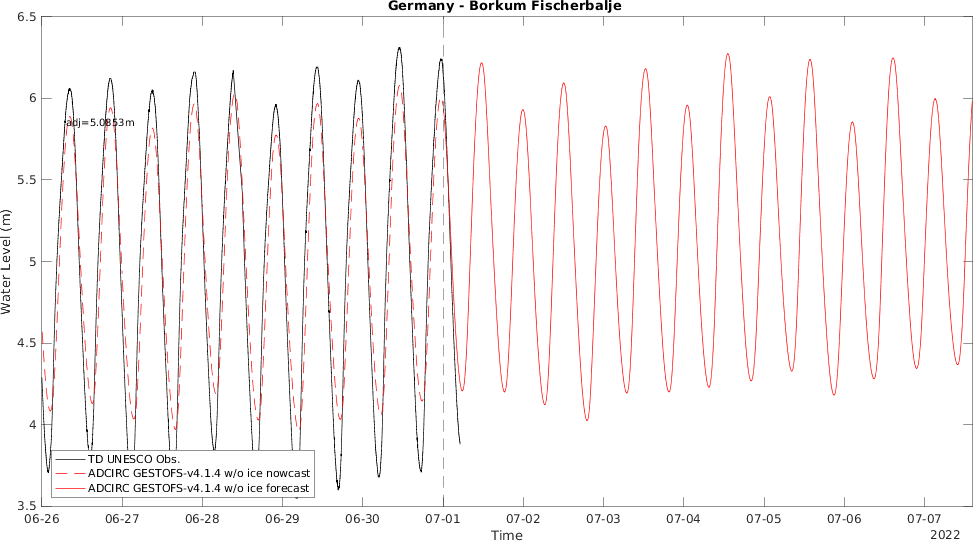 Germany - Borkum Fischerbalje
6.5
6
5.5
5
4.5
4
3.5
Water Level (m)
adj=5.0853m
TD UNESCO Obs.
ADCIRC GESTOFS-v4.1.4 w/o ice nowcast
ADCIRC GESTOFS-v4.1.4 w/o ice forecast
06-26 06-27 06-28 06-29 06-30 07-01 07-02 07-03 07-04 07-05 07-06 07-07
Time
2022